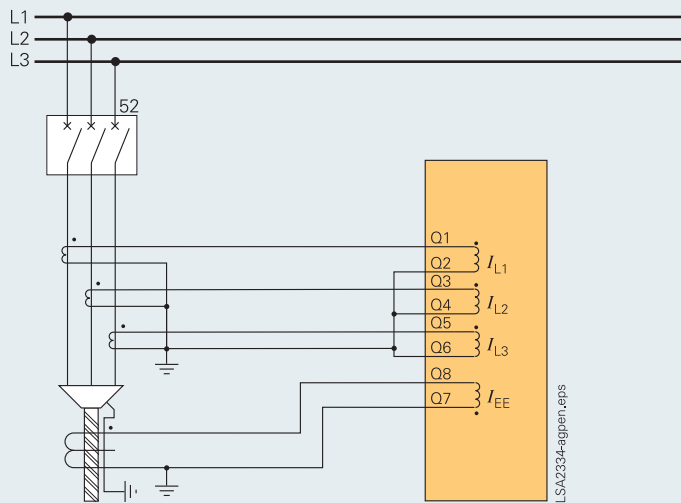 L1
L2
L3
52
Q1
Q2
I L1
Q3
Q4
I L2
Q5
Q6
I L3
Q8
Q7
I EE
LSA2334-agpen.eps